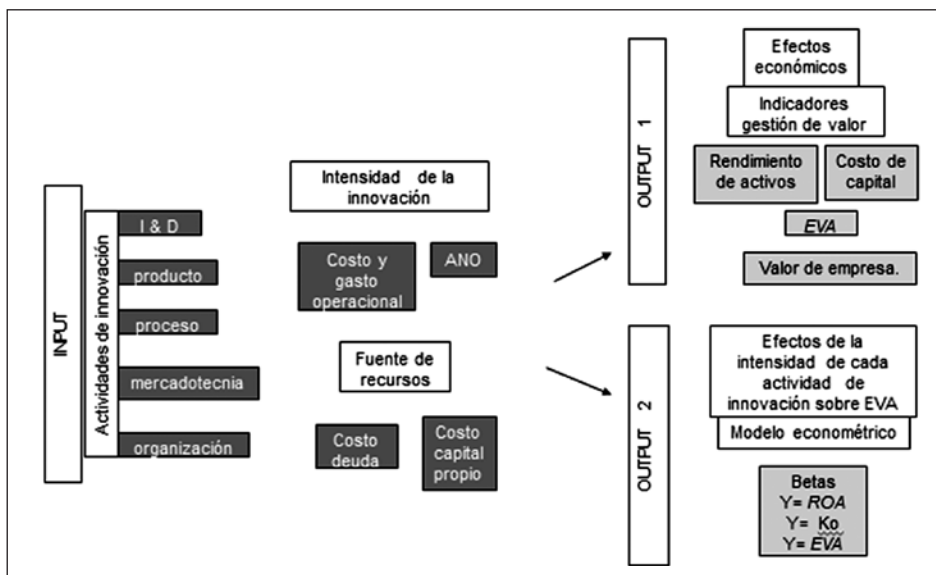 INPUT
Actividades de innovación
I & D
producto
proceso
mercadotecnia
organización
Intensidad de la
innovación
Costo y
gasto
operacional
ANO
Fuente de
recursos
Costo
deuda
Costo
capital
propio
OUTPUT 1
Efectos
económicos
Indicadores
gestión de valor
Rendimiento
de activos
Costo de
capital
EVA
Valor de empresa.
OUTPUT 2
Efectos de la
intensidad de cada
actividad de
innovación sobre EVA
Modelo econométrico
Betas
Y= ROA
Y= Ko
Y= EVA